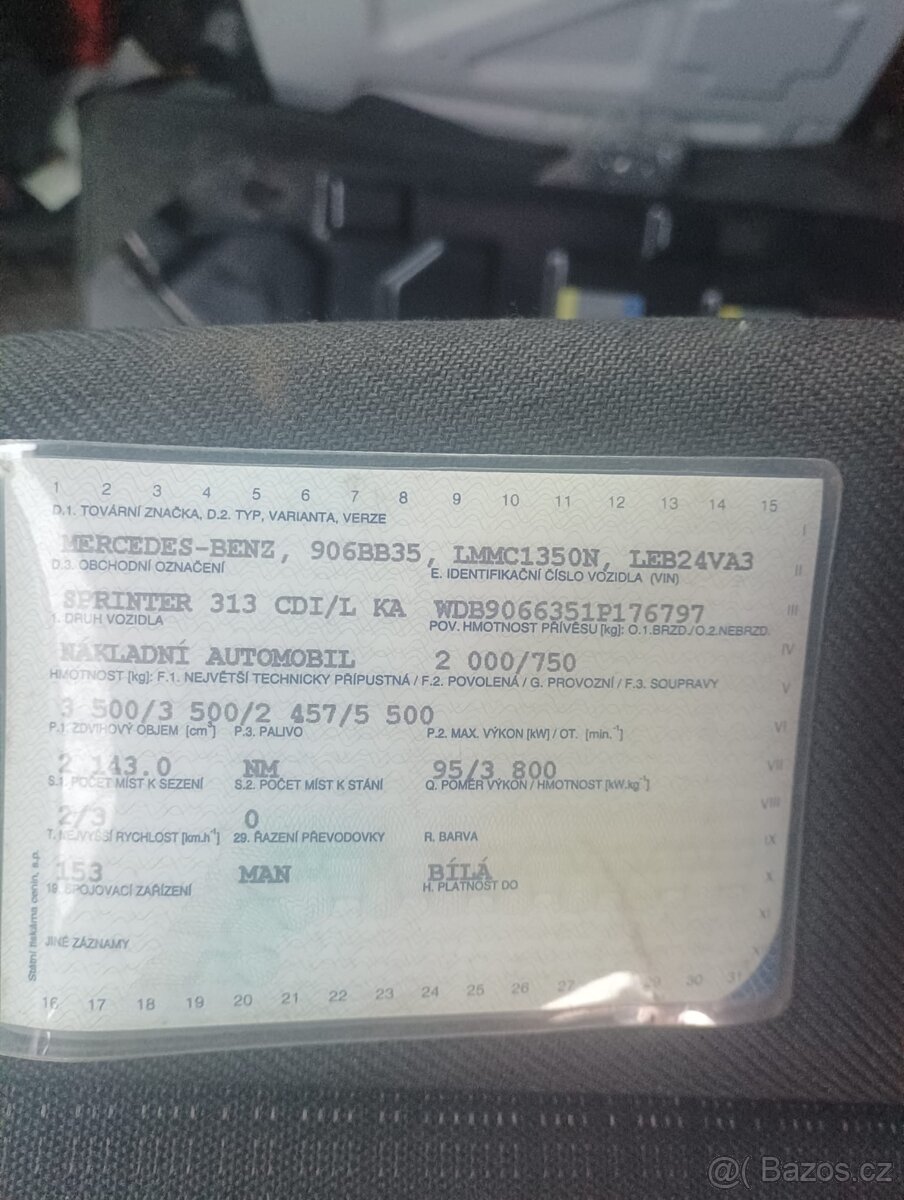 1 2 3 4 5 6 7 8 9 10 11 12 13 14 15
D.1. TOVÁRNÍ ZNAČKA, D.2. TYP, VARIANTA, VERZE
I
MERCEDES-BENZ, 906BB35, LMMC1350N, LEB24VA3
D.3. OBCHODNÍ OZNAČENÍ E. IDENTIFIKAČNÍ ČÍSLO VOZIDLA (VIN)
II
SPRINTER 313 CDI/L KA WDB9066351P176797
III
1. DRUH VOZIDLA POV. HMOTNOST PŘÍVĚSU [kg]: O.1.BRZD./O.2.NEBRZD.
NÁKLADNÍ AUTOMOBIL 2 000/750
IV
HMOTNOST [kg]: F.1. NEJVĚTŠÍ TECHNICKY PŘÍPUSTNÁ / F.2. POVOLENÁ / G. PROVOZNÍ / F.3. SOUPRAVY
V
3 500/3 500/2 457/5 500
P.1. ZDVIHOVÝ OBJEM [cm³] P.3. PALIVO P.2. MAX. VÝKON [kW] / OT. [min.⁻¹]
VI
2 143.0 NM 95/3 800
VII
S.1. POČET MÍST K SEZENÍ S.2. POČET MÍST K STÁNÍ Q. POMĚR VÝKON / HMOTNOST [kW.kg⁻¹]
2/3 0
VIII
T. NEJVYŠŠÍ RYCHLOST [km.h⁻¹] 29. ŘAZENÍ PŘEVODOVKY R. BARVA
IX
153 MAN BÍLÁ
X
19. SPOJOVACÍ ZAŘÍZENÍ H. PLATNOST DO
XI
JINÉ ZÁZNAMY
Státní tiskárna cenin, s.p.
16 17 18 19 20 21 22 23 24 25 26 27 29 30 31
@( Bazos.cz